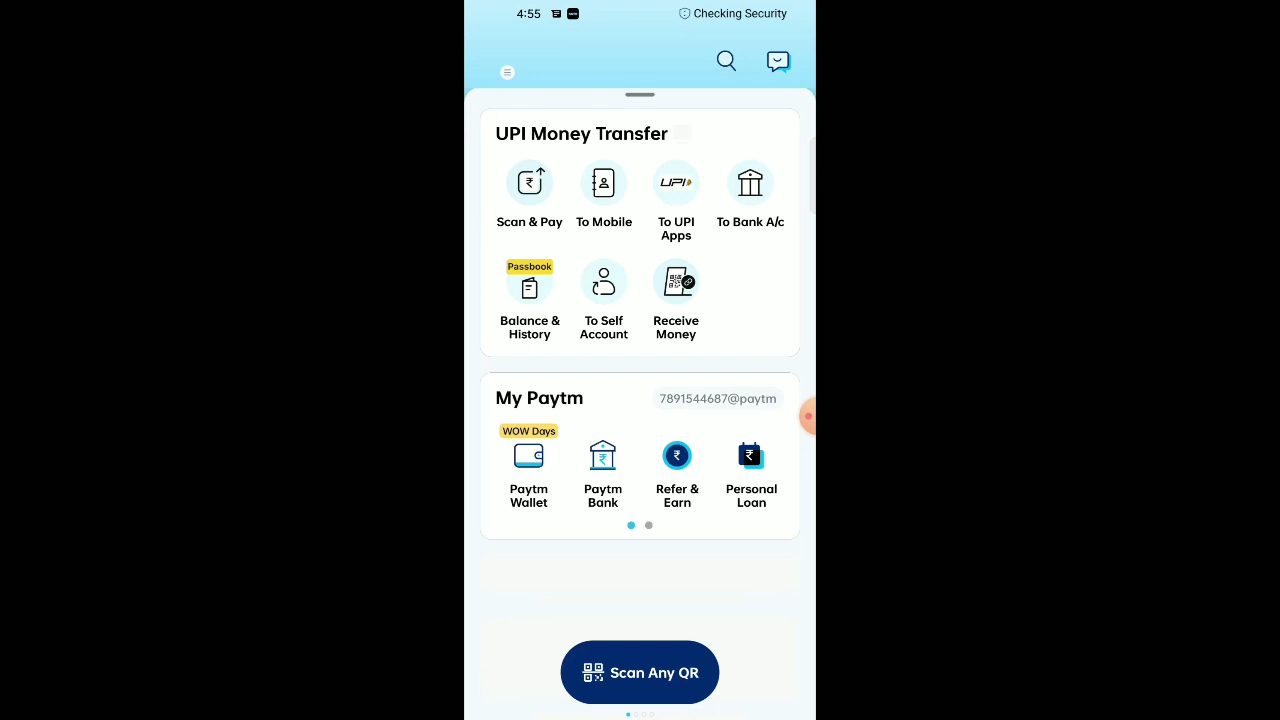 4:55
Checking Security
UPI Money Transfer
Scan & Pay
To Mobile
UPI
To UPI
Apps
To Bank A/c
Passbook
Balance &
History
To Self
Account
Receive
Money
My Paytm
7891544687@paytm
WOW Days
Paytm
Wallet
Paytm
Bank
Refer &
Earn
Personal
Loan
Scan Any QR